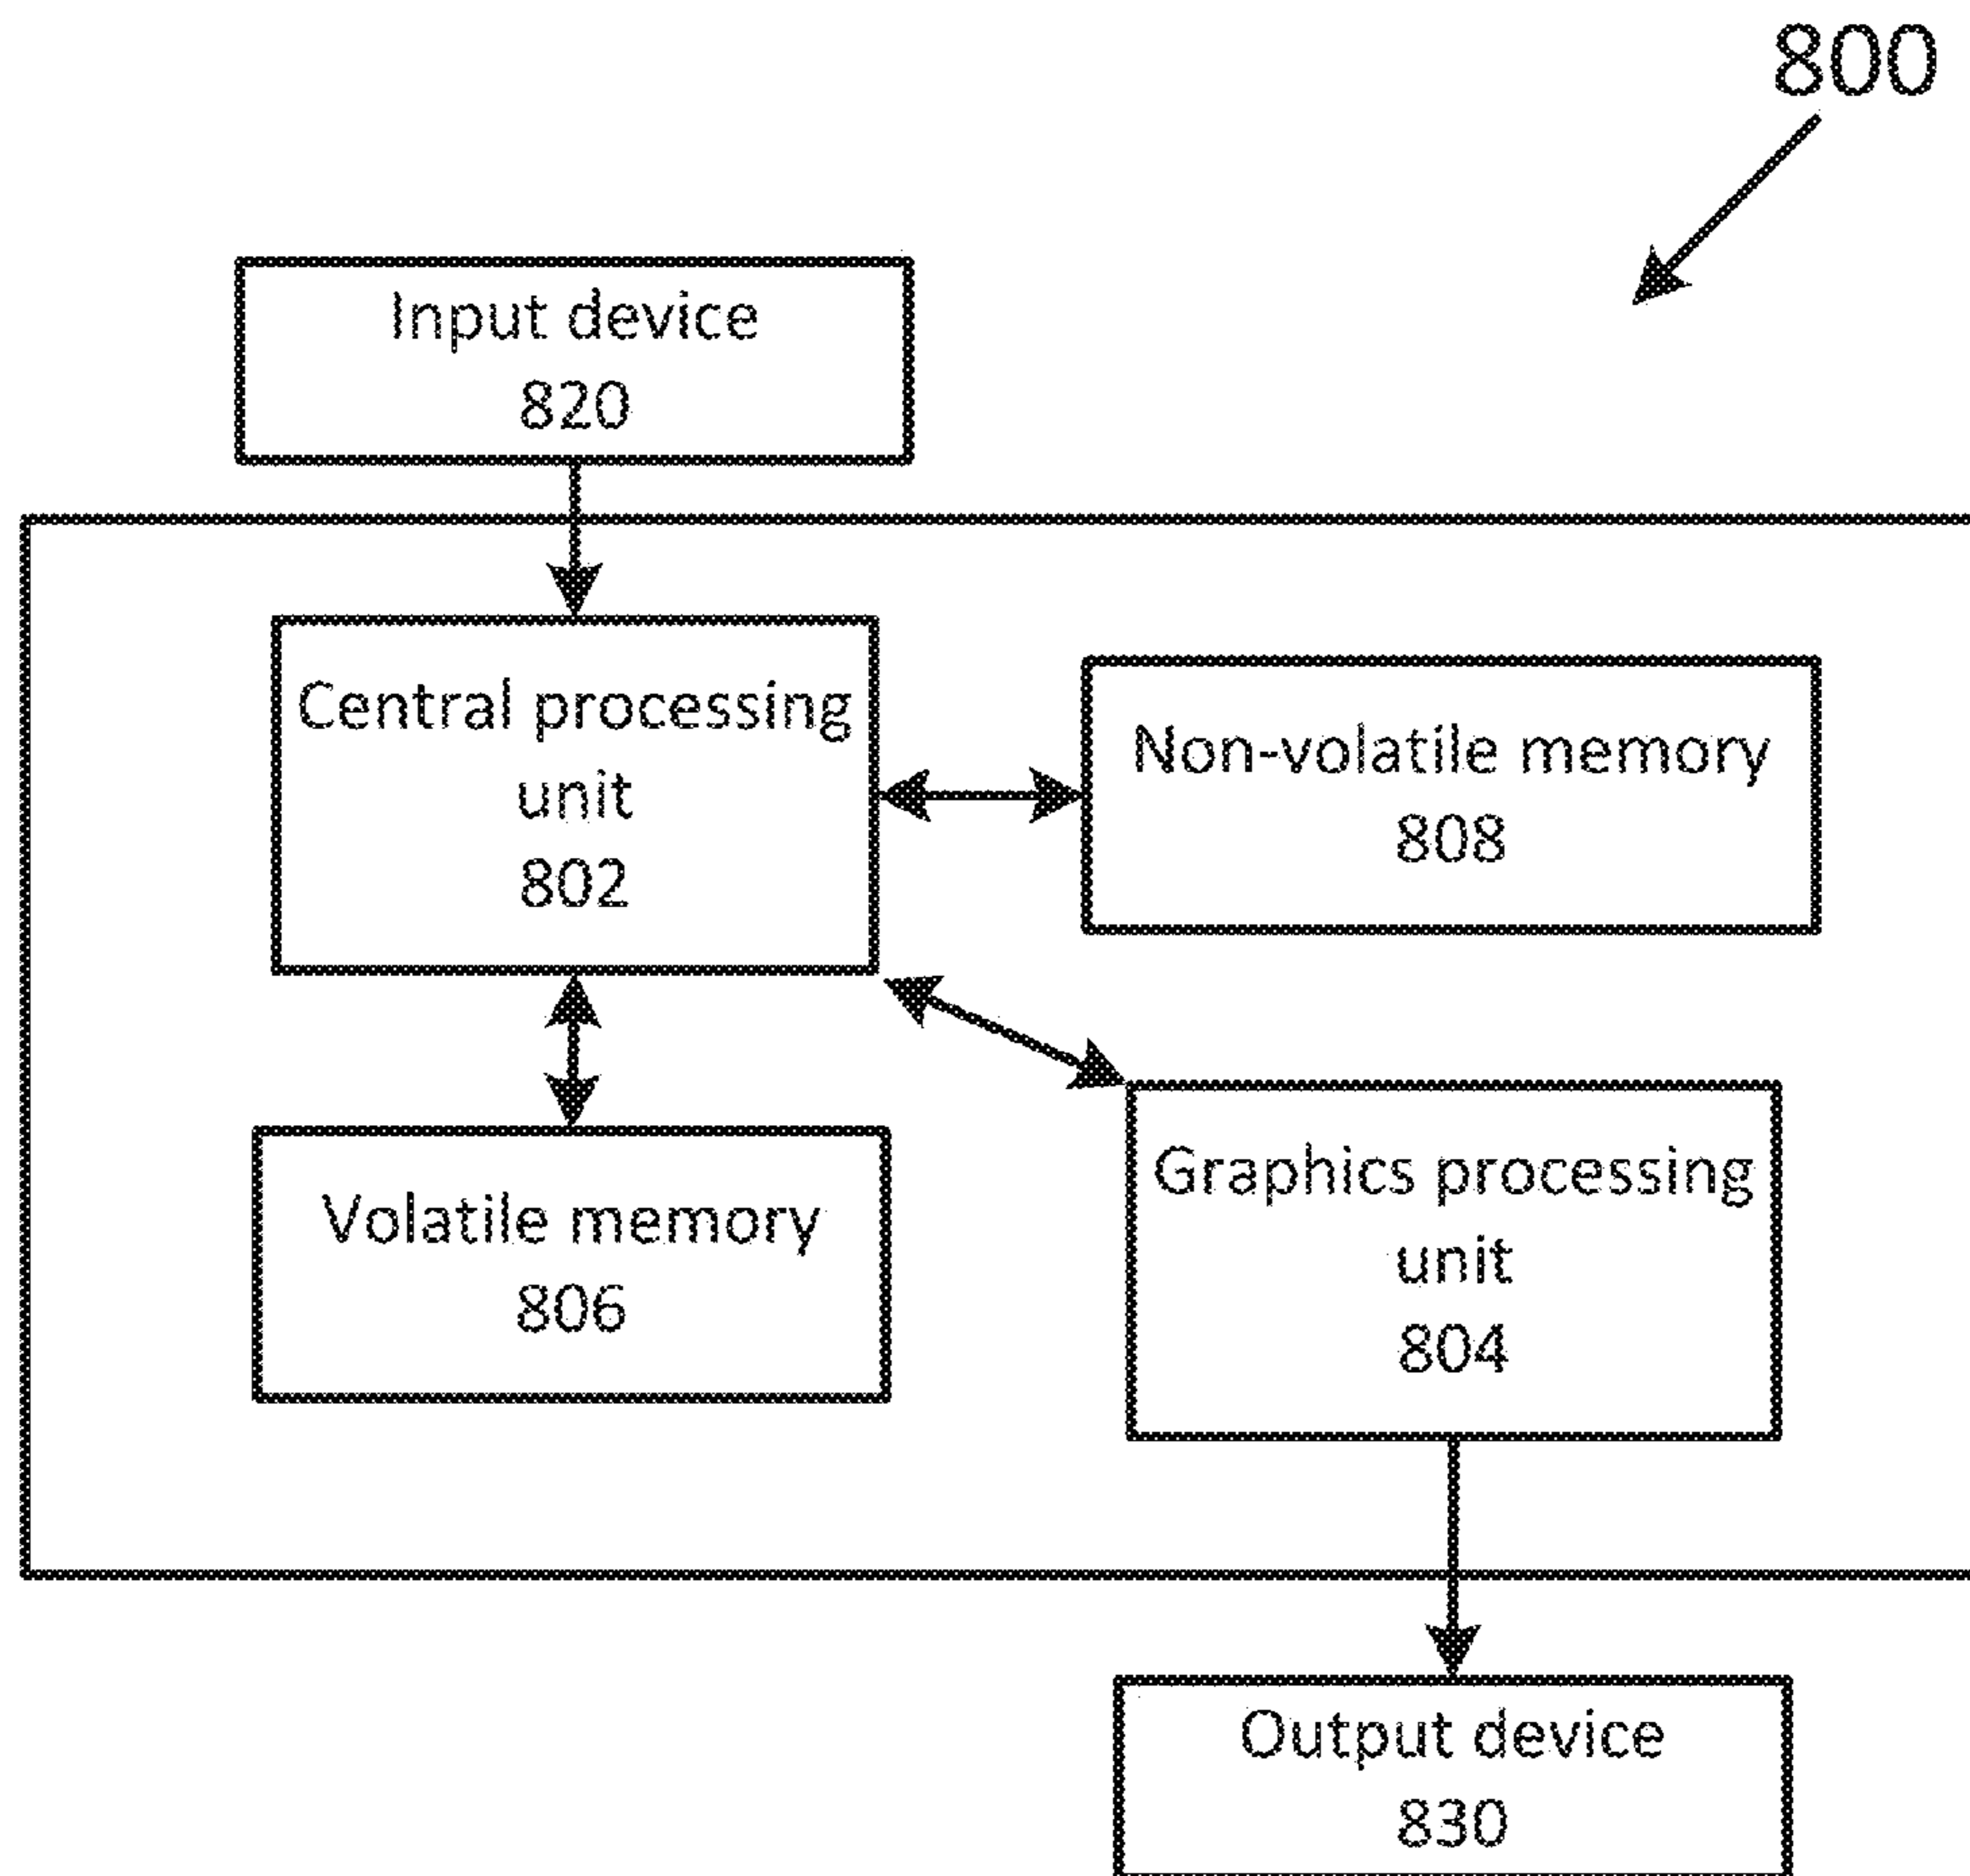 800
Input device
820
Central processing
unit
802
Non-volatile memory
808
Volatile memory
806
Graphics processing
unit
804
Output device
830